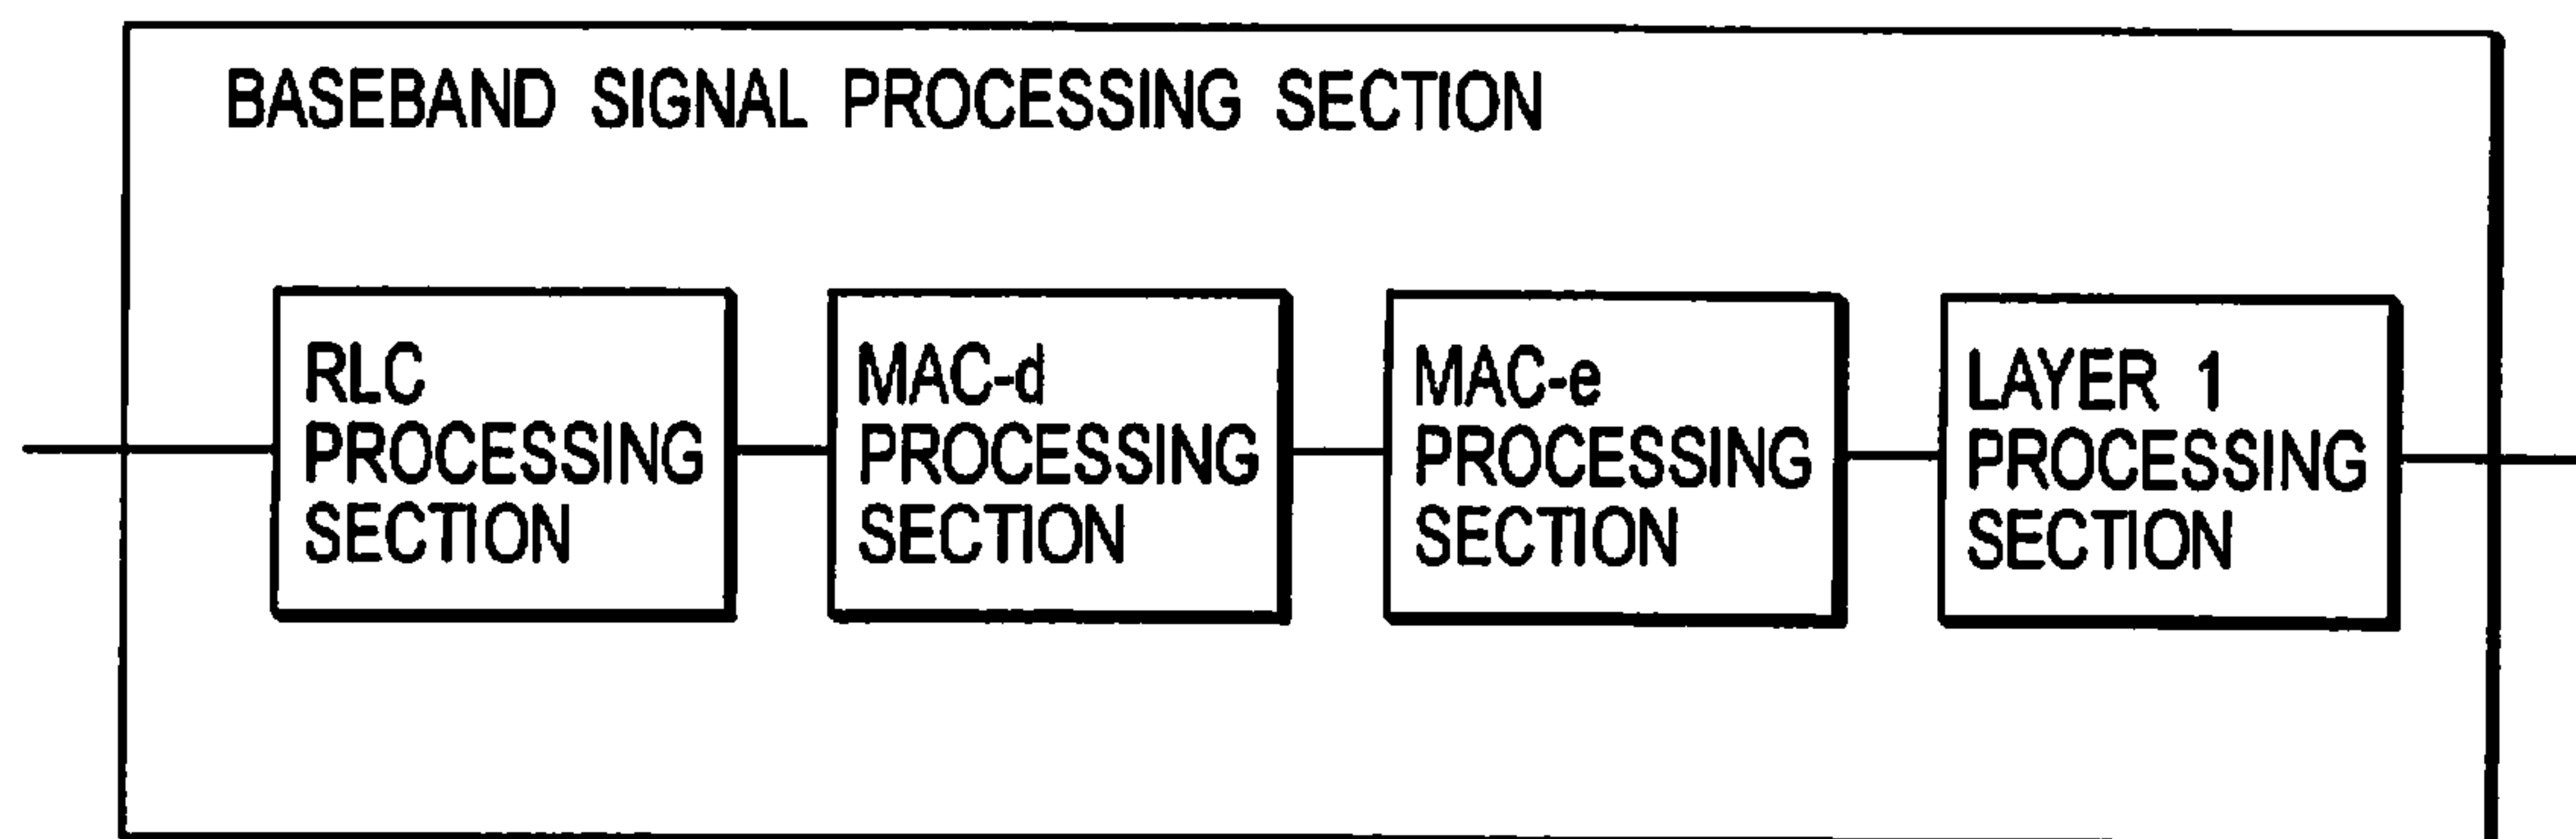 BASEBAND SIGNAL PROCESSING SECTION
RLC
PROCESSING
SECTION
MAC-d
PROCESSING
SECTION
MAC-e
PROCESSING
SECTION
LAYER 1
PROCESSING
SECTION